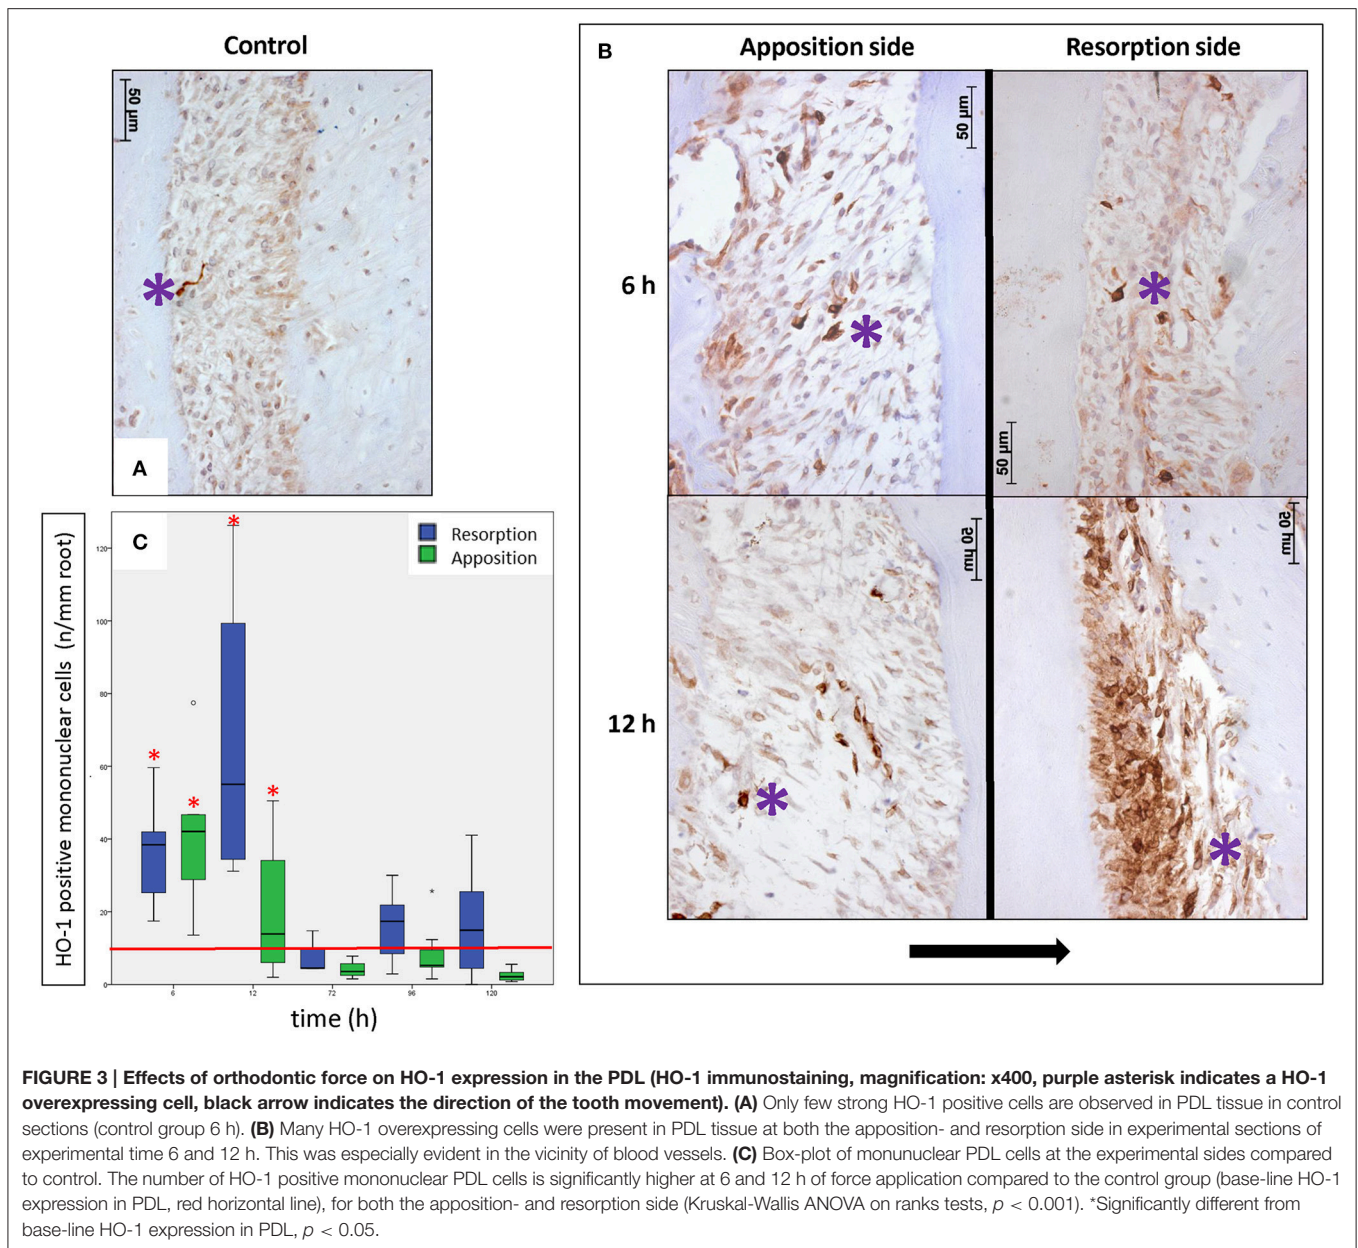 Control
50 µm
A
B
Apposition side
Resorption side
50 µm
6 h
50 µm
12 h
50 µm
50 µm
C
Resorption
Apposition
HO-1 positive mononuclear cells (n/mm root)
120
100
80
60
40
20
0
6
12
72
96
120
time (h)
FIGURE 3 | Effects of orthodontic force on HO-1 expression in the PDL (HO-1 immunostaining, magnification: x400, purple asterisk indicates a HO-1
overexpressing cell, black arrow indicates the direction of the tooth movement). (A) Only few strong HO-1 positive cells are observed in PDL tissue in control
sections (control group 6 h). (B) Many HO-1 overexpressing cells were present in PDL tissue at both the apposition- and resorption side in experimental sections of
experimental time 6 and 12 h. This was especially evident in the vicinity of blood vessels. (C) Box-plot of monunuclear PDL cells at the experimental sides compared
to control. The number of HO-1 positive mononuclear PDL cells is significantly higher at 6 and 12 h of force application compared to the control group (base-line HO-1
expression in PDL, red horizontal line), for both the apposition- and resorption side (Kruskal-Wallis ANOVA on ranks tests, p < 0.001). *Significantly different from
base-line HO-1 expression in PDL, p < 0.05.